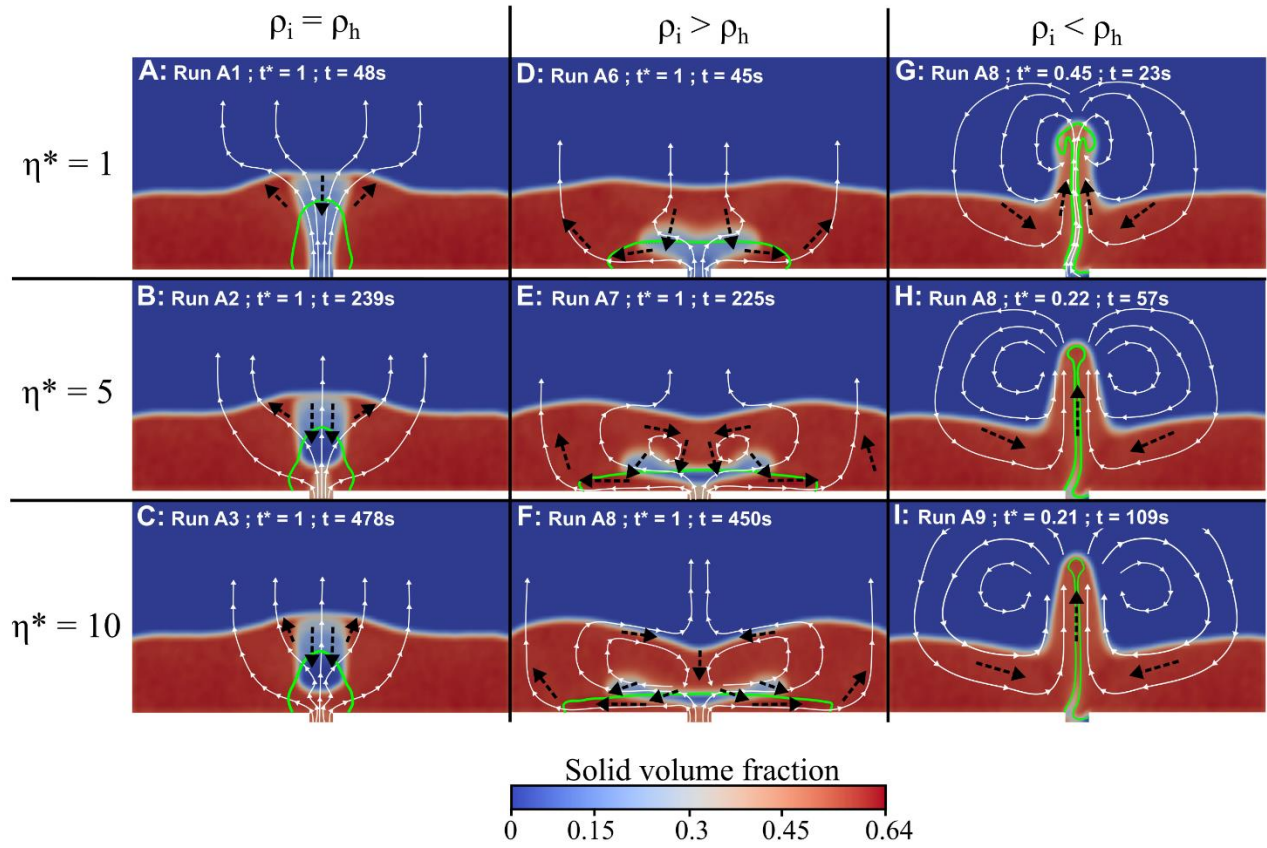 ρi = ρh
ρi > ρh
ρi < ρh
η* = 1
A: Run A1 ; t* = 1 ; t = 48s
D: Run A6 ; t* = 1 ; t = 45s
G: Run A8 ; t* = 0.45 ; t = 23s
η* = 5
B: Run A2 ; t* = 1 ; t = 239s
E: Run A7 ; t* = 1 ; t = 225s
H: Run A8 ; t* = 0.22 ; t = 57s
η* = 10
C: Run A3 ; t* = 1 ; t = 478s
F: Run A8 ; t* = 1 ; t = 450s
I: Run A9 ; t* = 0.21 ; t = 109s
Solid volume fraction
0 0.15 0.3 0.45 0.64